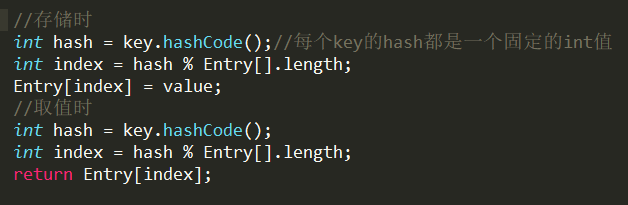 //存储时
int hash = key.hashCode();//每个key的hash都是一个固定的int值
int index = hash % Entry[].length;
Entry[index] = value;
//取值时
int hash = key.hashCode();
int index = hash % Entry[].length;
return Entry[index];